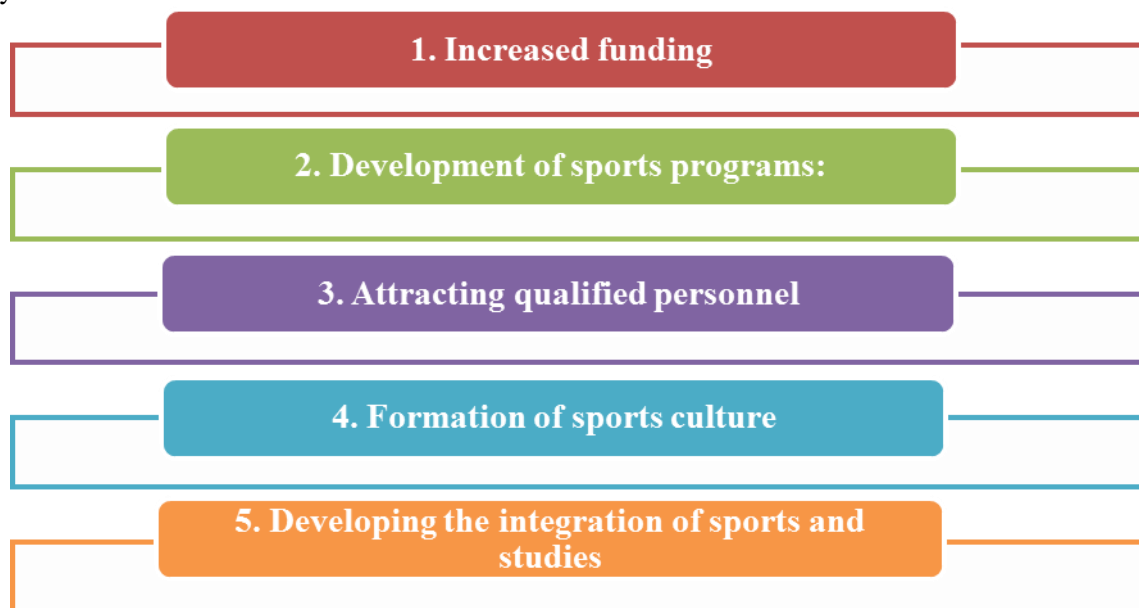 1. Increased funding
2. Development of sports programs:
3. Attracting qualified personnel
4. Formation of sports culture
5. Developing the integration of sports and
studies